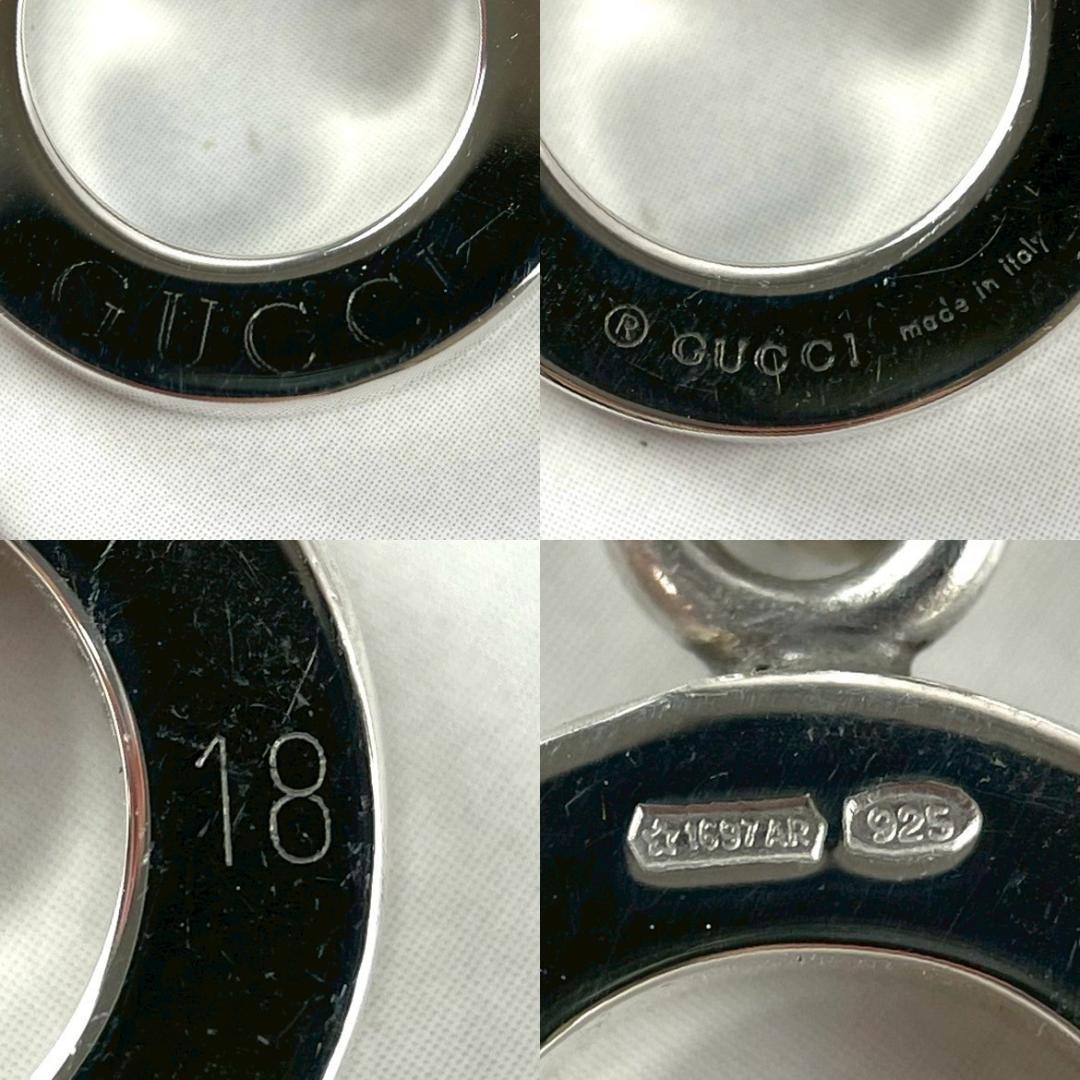 GUCCI
® GUCCI made in italy
18
☆1697AR 925